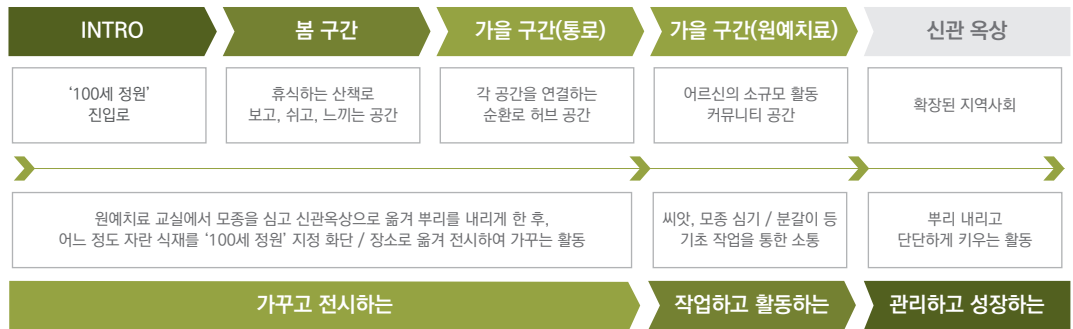 INTRO
봄 구간
가을 구간(통로)
가을 구간(원예치료)
신관 옥상
‘100세 정원’
진입로
휴식하는 산책로
보고, 쉬고, 느끼는 공간
각 공간을 연결하는
순환로 허브 공간
어르신의 소규모 활동
커뮤니티 공간
확장된 지역사회
원예치료 교실에서 모종을 심고 신관옥상으로 옮겨 뿌리를 내리게 한 후,
어느 정도 자란 식재를 ‘100세 정원’ 지정 화단 / 장소로 옮겨 전시하여 가꾸는 활동
씨앗, 모종 심기 / 분갈이 등
기초 작업을 통한 소통
뿌리 내리고
단단하게 키우는 활동
가꾸고 전시하는
작업하고 활동하는
관리하고 성장하는